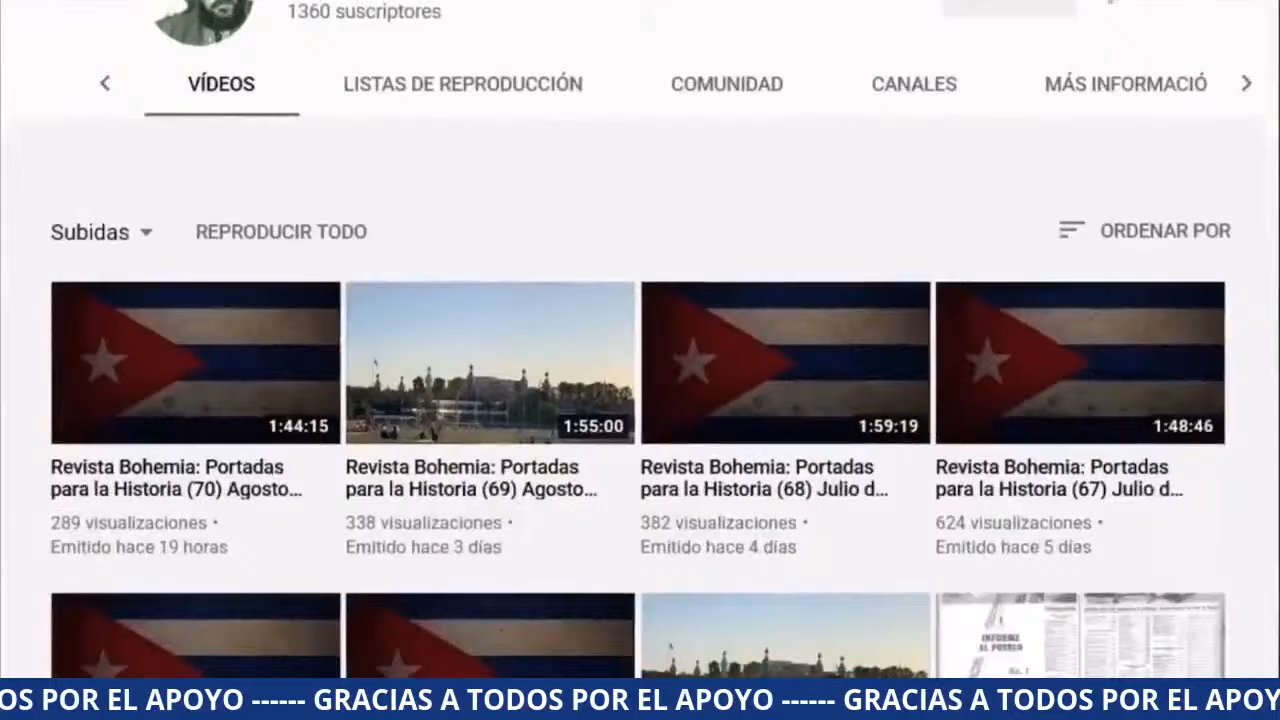 1360 suscriptores
VÍDEOS
LISTAS DE REPRODUCCIÓN
COMUNIDAD
CANALES
MÁS INFORMACIÓ
Subidas
REPRODUCIR TODO
ORDENAR POR
1:44:15
1:55:00
1:59:19
1:48:46
Revista Bohemia: Portadas
para la Historia (70) Agosto...
289 visualizaciones •
Emitido hace 19 horas
Revista Bohemia: Portadas
para la Historia (69) Agosto...
338 visualizaciones •
Emitido hace 3 días
Revista Bohemia: Portadas
para la Historia (68) Julio d...
382 visualizaciones •
Emitido hace 4 días
Revista Bohemia: Portadas
para la Historia (67) Julio d...
624 visualizaciones •
Emitido hace 5 días
INFORME
AL PUEBLO
No. 1
OS POR EL APOYO ------ GRACIAS A TODOS POR EL APOYO ------ GRACIAS A TODOS POR EL APOY